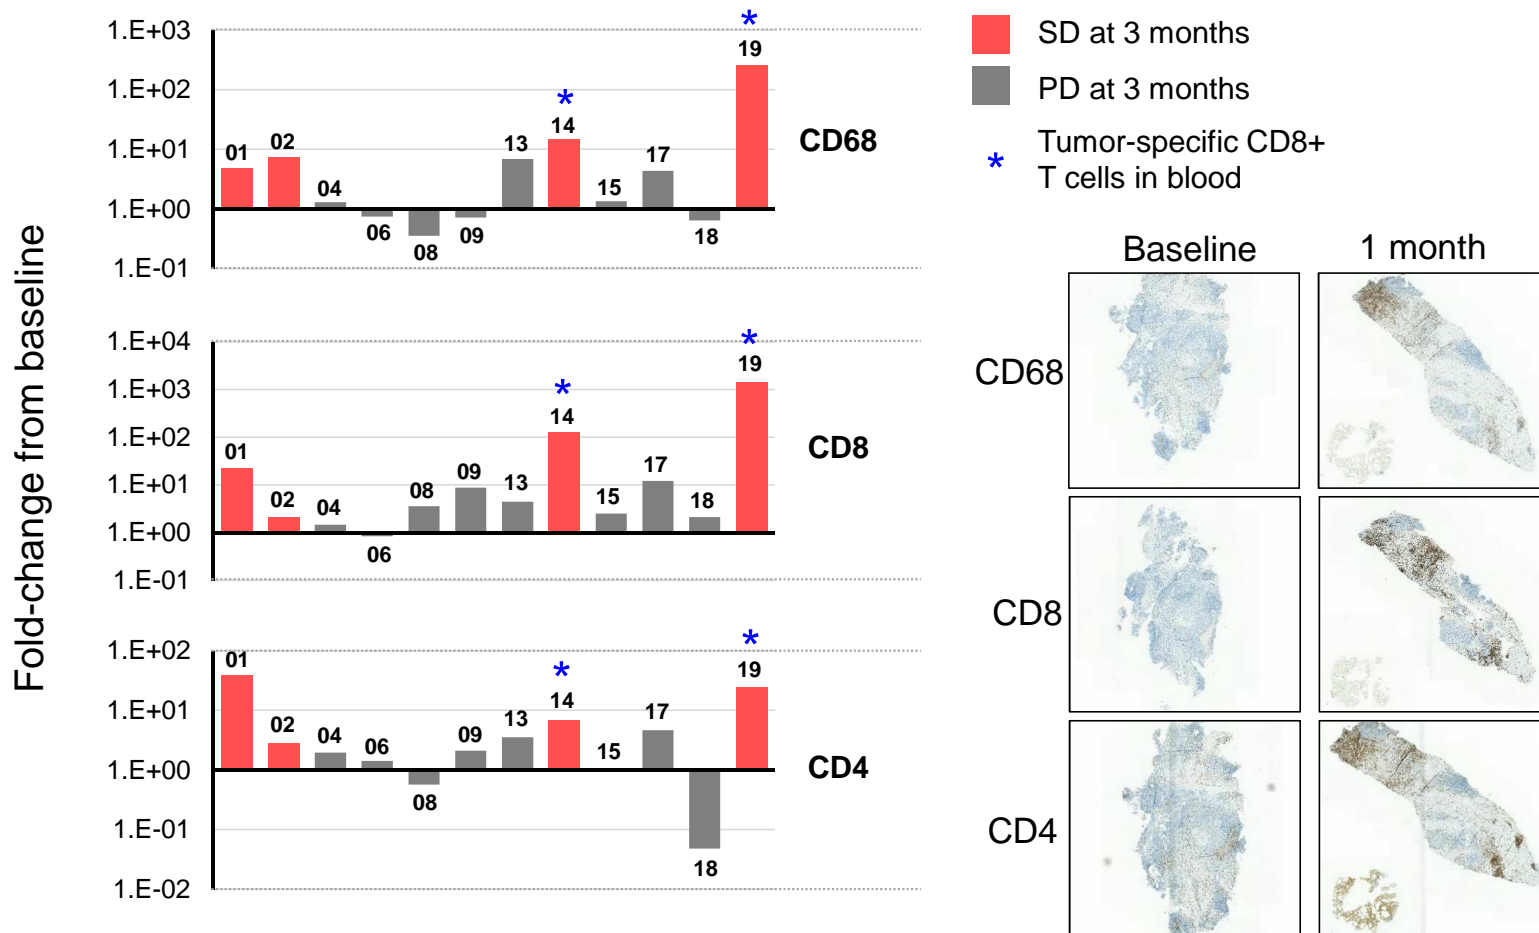 Fold-change from baseline
1.E+03
1.E+02
1.E+01
1.E+00
1.E-01
01
02
04
06
08
09
13
*
14
15
17
18
*
19
CD68
1.E+04
1.E+03
1.E+02
1.E+01
1.E+00
1.E-01
01
02
04
06
08
09
13
*
14
15
17
18
*
19
CD8
1.E+02
1.E+01
1.E+00
1.E-01
1.E-02
01
02
04
06
08
09
13
*
14
15
17
18
*
19
CD4
SD at 3 months
PD at 3 months
* Tumor-specific CD8+
T cells in blood
Baseline 1 month
CD68
CD8
CD4